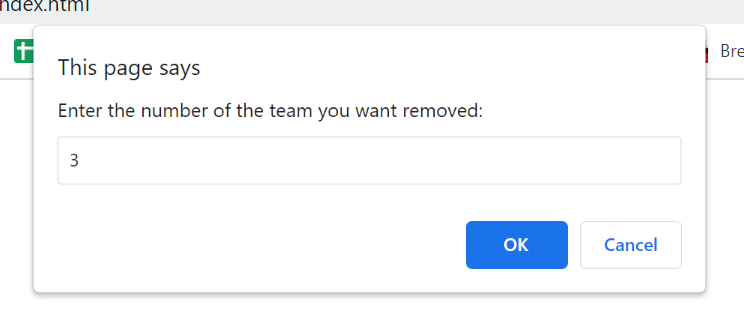 ndex.html
Bre
This page says
Enter the number of the team you want removed:
3
OK Cancel